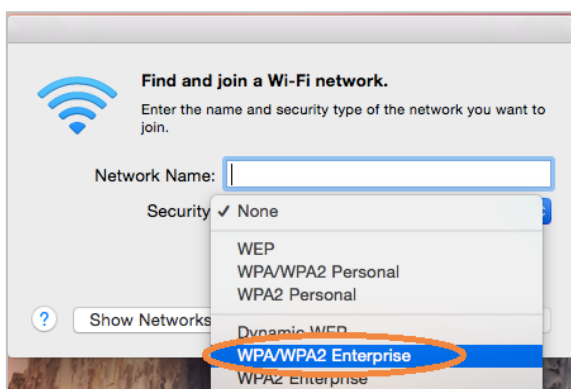 Find and join a Wi-Fi network.
Enter the name and security type of the network you want to
join.
Network Name:
Security
✓ None
WEP
WPA/WPA2 Personal
WPA2 Personal
?
Show Networks
Dynamic WEP
WPA/WPA2 Enterprise
WPA2 Enterprise